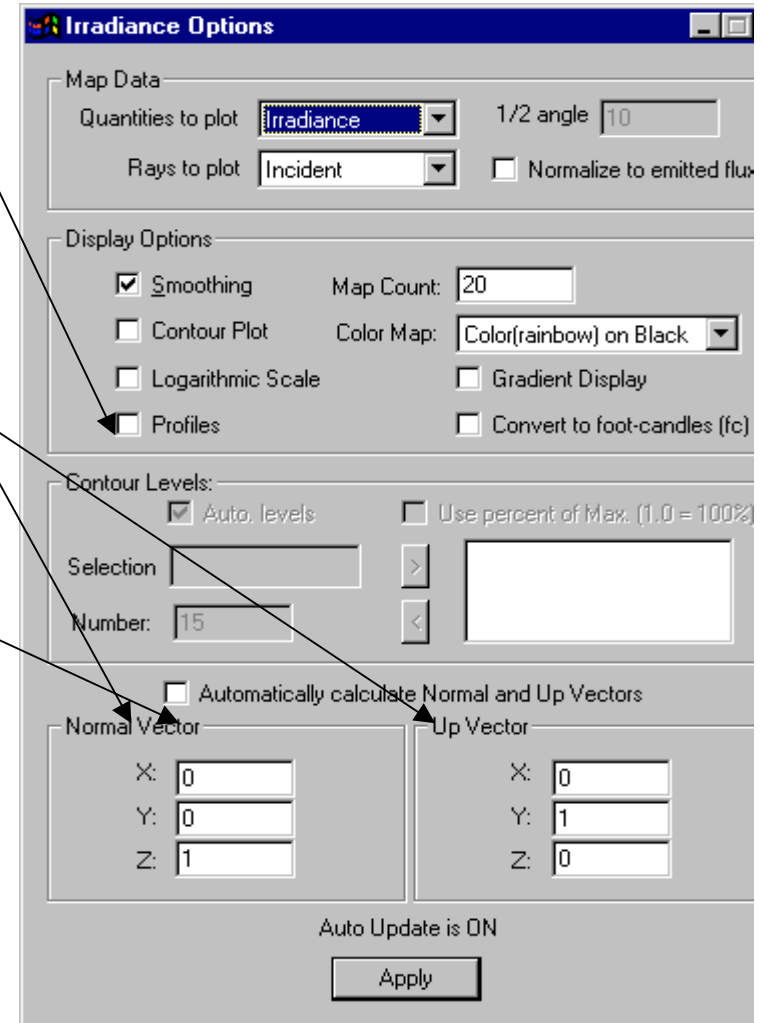 Irradiance Options
Map Data
Quantities to plot Irradiance 1/2 angle 10
Rays to plot Incident Normalize to emitted flux
Display Options
Smoothing Map Count: 20
Contour Plot Color Map: Color(rainbow) on Black
Logarithmic Scale Gradient Display
Profiles Convert to foot-candles (fc)
Contour Levels:
Auto. levels Use percent of Max. (1.0 = 100%)
Selection >
Number: 15 <
Automatically calculate Normal and Up Vectors
Normal Vector Up Vector
X: 0 X: 0
Y: 0 Y: 1
Z: 1 Z: 0
Auto Update is ON
Apply